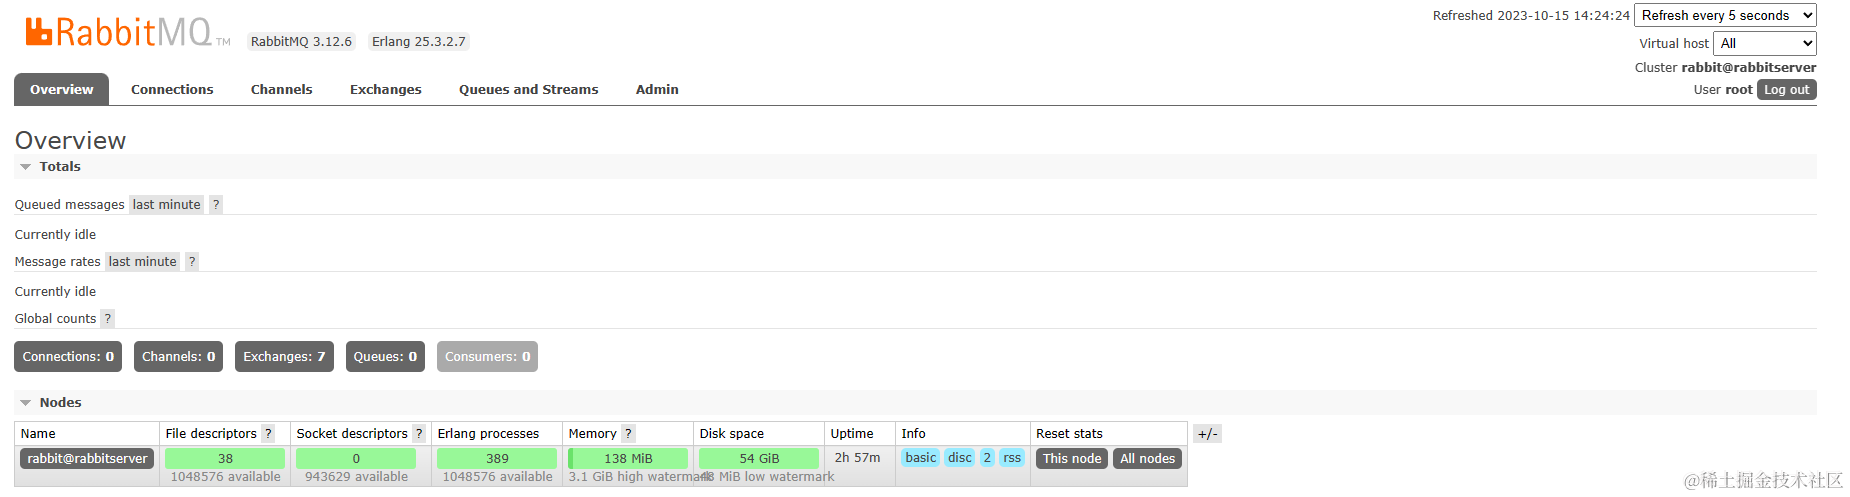 RabbitMQ TM RabbitMQ 3.12.6 Erlang 25.3.2.7
Refreshed 2023-10-15 14:24:24 Refresh every 5 seconds
Virtual host All
Cluster rabbit@rabbitserver
User root Log out
Overview Connections Channels Exchanges Queues and Streams Admin
Overview
Totals
Queued messages last minute ?
Currently idle
Message rates last minute ?
Currently idle
Global counts ?
Connections: 0 Channels: 0 Exchanges: 7 Queues: 0 Consumers: 0
Nodes
Name File descriptors ? Socket descriptors ? Erlang processes Memory ? Disk space Uptime Info Reset stats +/-
rabbit@rabbitserver 38 0 389 138 MiB 54 GiB 2h 57m basic disc 2 rss This node All nodes
1048576 available 943629 available 1048576 available 3.1 GiB high watermark 48 MiB low watermark
@稀土掘金技术社区